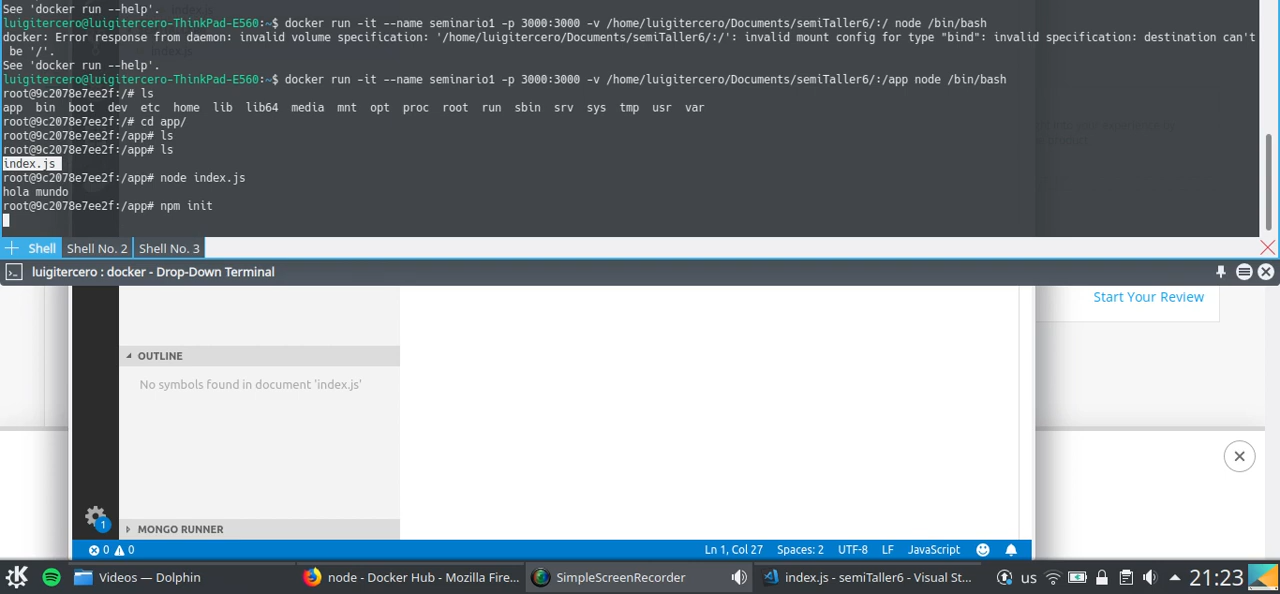 See 'docker run --help'.
luigitercero@luigitercero-ThinkPad-E560:~$ docker run -it --name seminario1 -p 3000:3000 -v /home/luigitercero/Documents/semiTaller6/:/ node /bin/bash
docker: Error response from daemon: invalid volume specification: '/home/luigitercero/Documents/semiTaller6/:/': invalid mount config for type "bind": invalid specification: destination can't
be '/'.
See 'docker run --help'.
luigitercero@luigitercero-ThinkPad-E560:~$ docker run -it --name seminario1 -p 3000:3000 -v /home/luigitercero/Documents/semiTaller6/:/app node /bin/bash
root@9c2078e7ee2f:/# ls
app bin boot dev etc home lib lib64 media mnt opt proc root run sbin srv sys tmp usr var
root@9c2078e7ee2f:/# cd app/
root@9c2078e7ee2f:/app# ls
root@9c2078e7ee2f:/app# ls
index.js
root@9c2078e7ee2f:/app# node index.js
hola mundo
root@9c2078e7ee2f:/app# npm init
Shell
Shell No. 2
Shell No. 3
luigitercero : docker - Drop-Down Terminal
Start Your Review
OUTLINE
No symbols found in document 'index.js'
1
MONGO RUNNER
0 0
Ln 1, Col 27
Spaces: 2
UTF-8
LF
JavaScript
Videos — Dolphin
node - Docker Hub - Mozilla Fire...
SimpleScreenRecorder
index.js - semiTaller6 - Visual St...
us
21:23